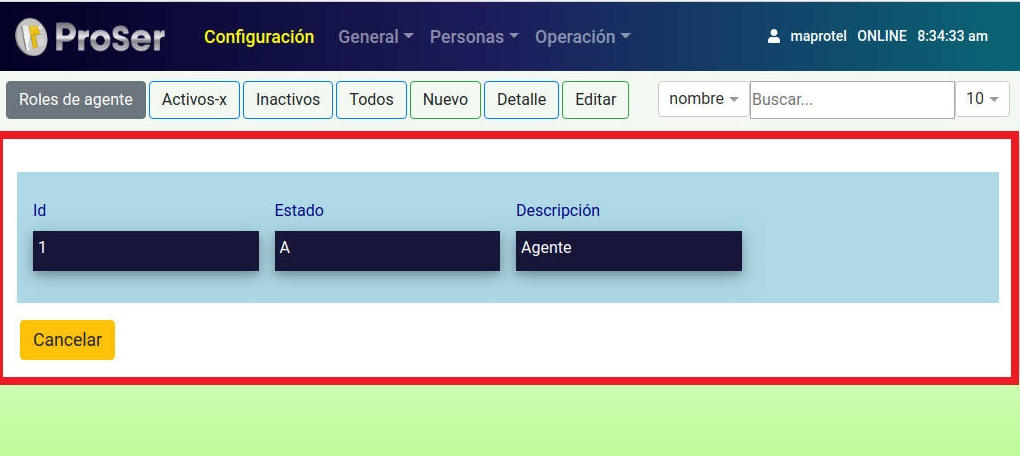 ProSer Configuración General Personas Operación maprotel ONLINE 8:34:33 am
Roles de agente Activos-x Inactivos Todos Nuevo Detalle Editar nombre Buscar... 10
Id Estado Descripción
1 A Agente
Cancelar